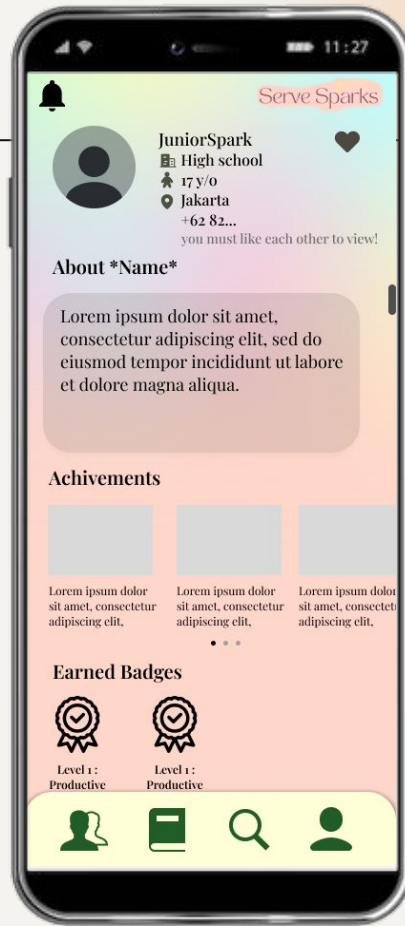 11:27
Serve Sparks
JuniorSpark
High school
17 y/o
Jakarta
+62 82...
you must like each other to view!
About *Name*
Lorem ipsum dolor sit amet,
consectetur adipiscing elit, sed do
eiusmod tempor incididunt ut labore
et dolore magna aliqua.
Achivements
Lorem ipsum dolor
sit amet, consectetur
adipiscing elit,
Lorem ipsum dolor
sit amet, consectetur
adipiscing elit,
Lorem ipsum dolor
sit amet, consectetu
adipiscing elit,
Earned Badges
Level 1 :
Productive
Level 1 :
Productive